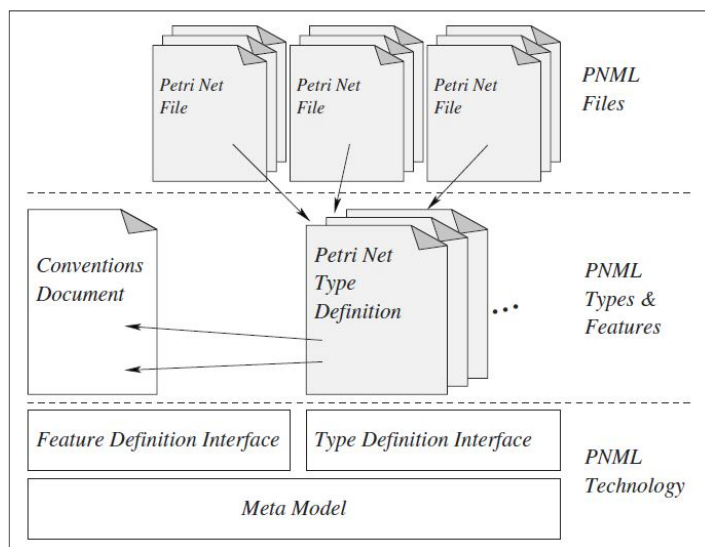 Petri Net
File
Petri Net
File
Petri Net
File
PNML
Files
Conventions
Document
Petri Net
Type
Definition
...
PNML
Types &
Features
Feature Definition Interface
Type Definition Interface
Meta Model
PNML
Technology